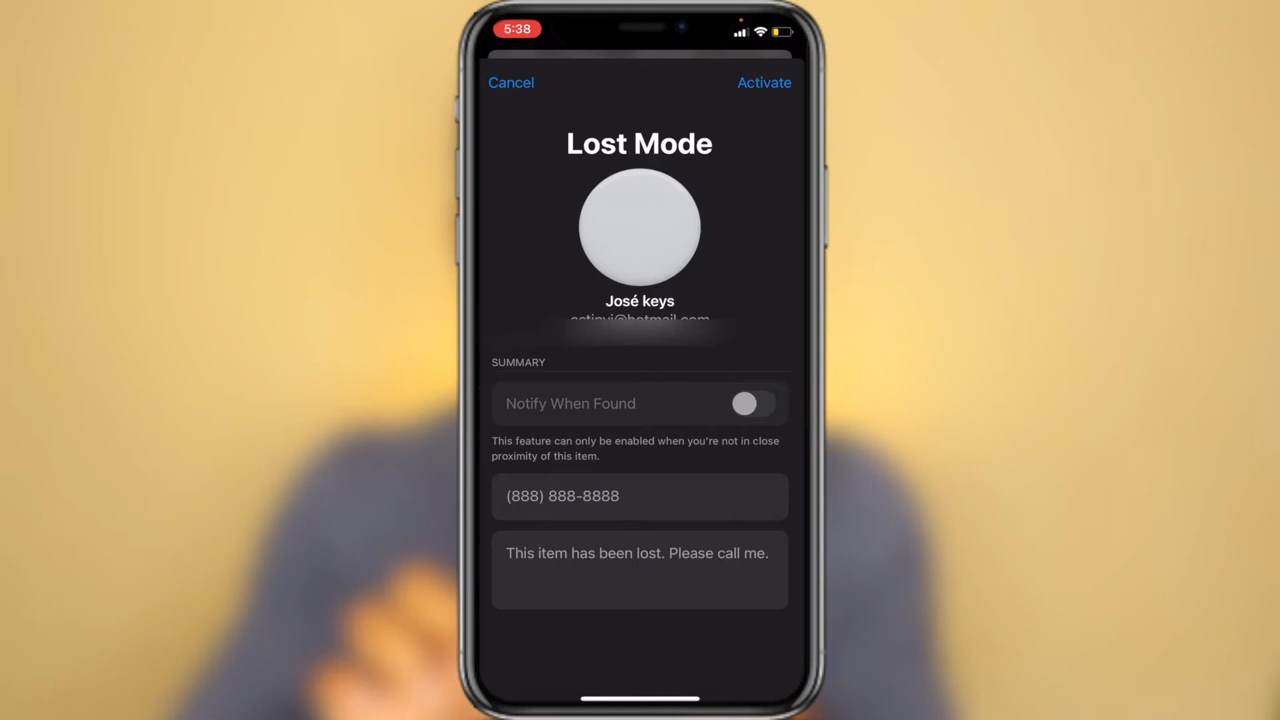 5:38
Cancel
Activate
Lost Mode
José keys
SUMMARY
Notify When Found
This feature can only be enabled when you're not in close
proximity of this item.
(888) 888-8888
This item has been lost. Please call me.